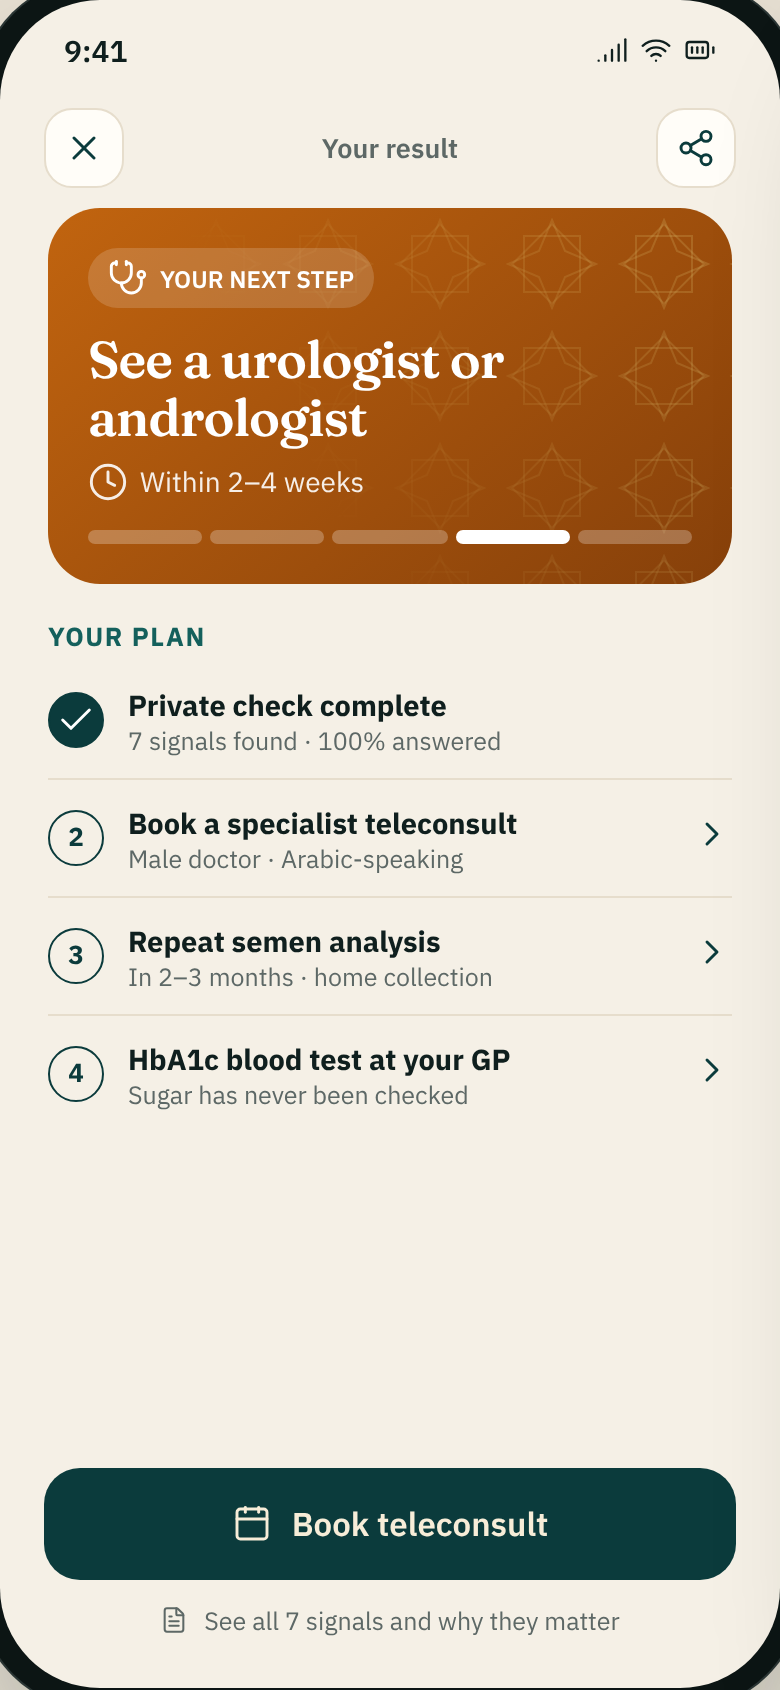 9:41
Your result
YOUR NEXT STEP
See a urologist or
andrologist
Within 2–4 weeks
YOUR PLAN
Private check complete
7 signals found · 100% answered
2
Book a specialist teleconsult
Male doctor · Arabic-speaking
3
Repeat semen analysis
In 2–3 months · home collection
4
HbA1c blood test at your GP
Sugar has never been checked
Book teleconsult
See all 7 signals and why they matter